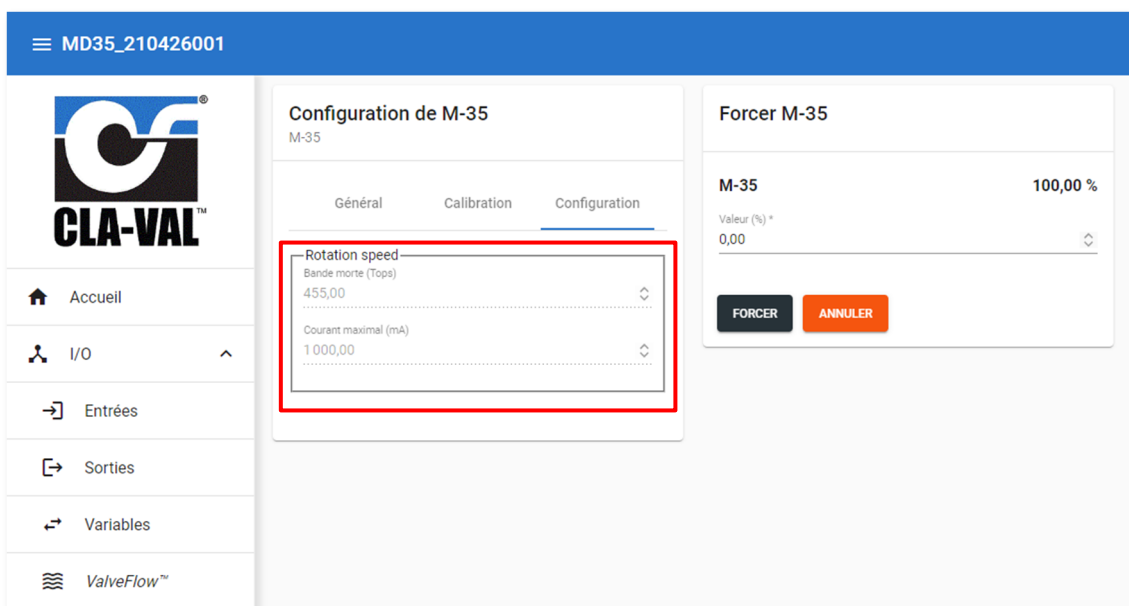 MD35_210426001
®
CLA-VAL™
Accueil
I/O
Entrées
Sorties
Variables
ValveFlow™
Configuration de M-35
M-35
Général Calibration Configuration
Rotation speed
Bande morte (Tops)
455,00
Courant maximal (mA)
1 000,00
Forcer M-35
M-35 100,00 %
Valeur (%) *
0,00
FORCER ANNULER